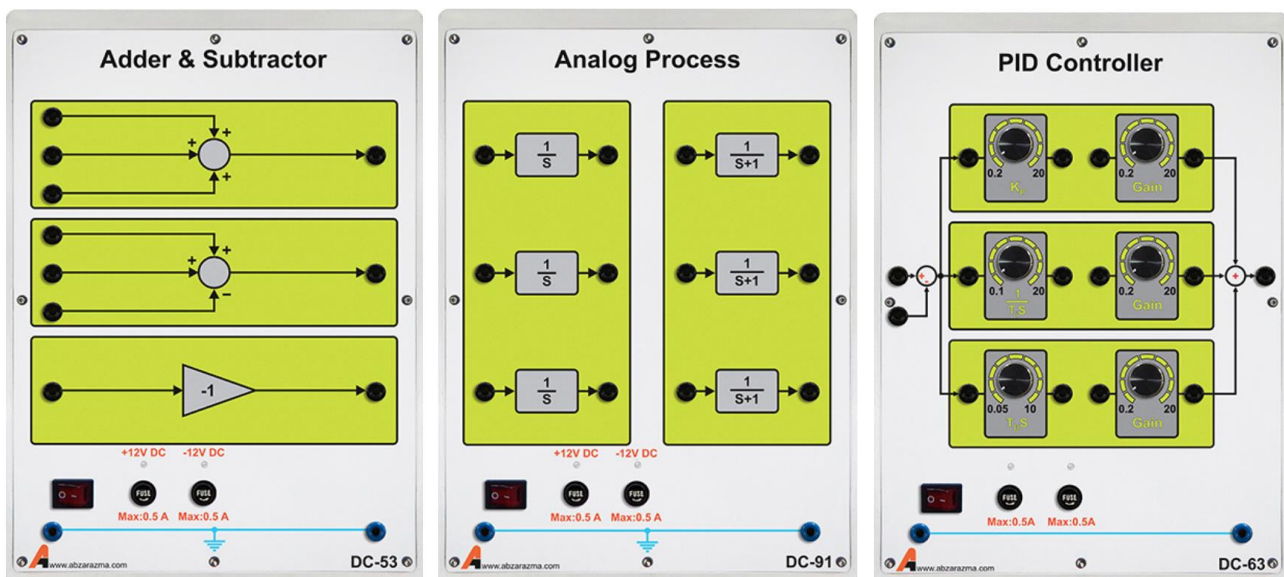 Adder & Subtractor
+
+
+
+
+
−
-1
+12V DC -12V DC
FUSE FUSE
Max:0.5 A Max:0.5 A
www.abzarazma.com
DC-53
Analog Process
1
S
1
S+1
1
S
1
S+1
1
S
1
S+1
+12V DC -12V DC
FUSE FUSE
Max:0.5 A Max:0.5 A
www.abzarazma.com
DC-91
PID Controller
0.2 20
0.2 20
Gain
+
-
0.1 20
1
0.2 20
Gain
+
0.05 10
0.2 20
Gain
FUSE FUSE
Max:0.5A Max:0.5A
www.abzarazma.com
DC-63